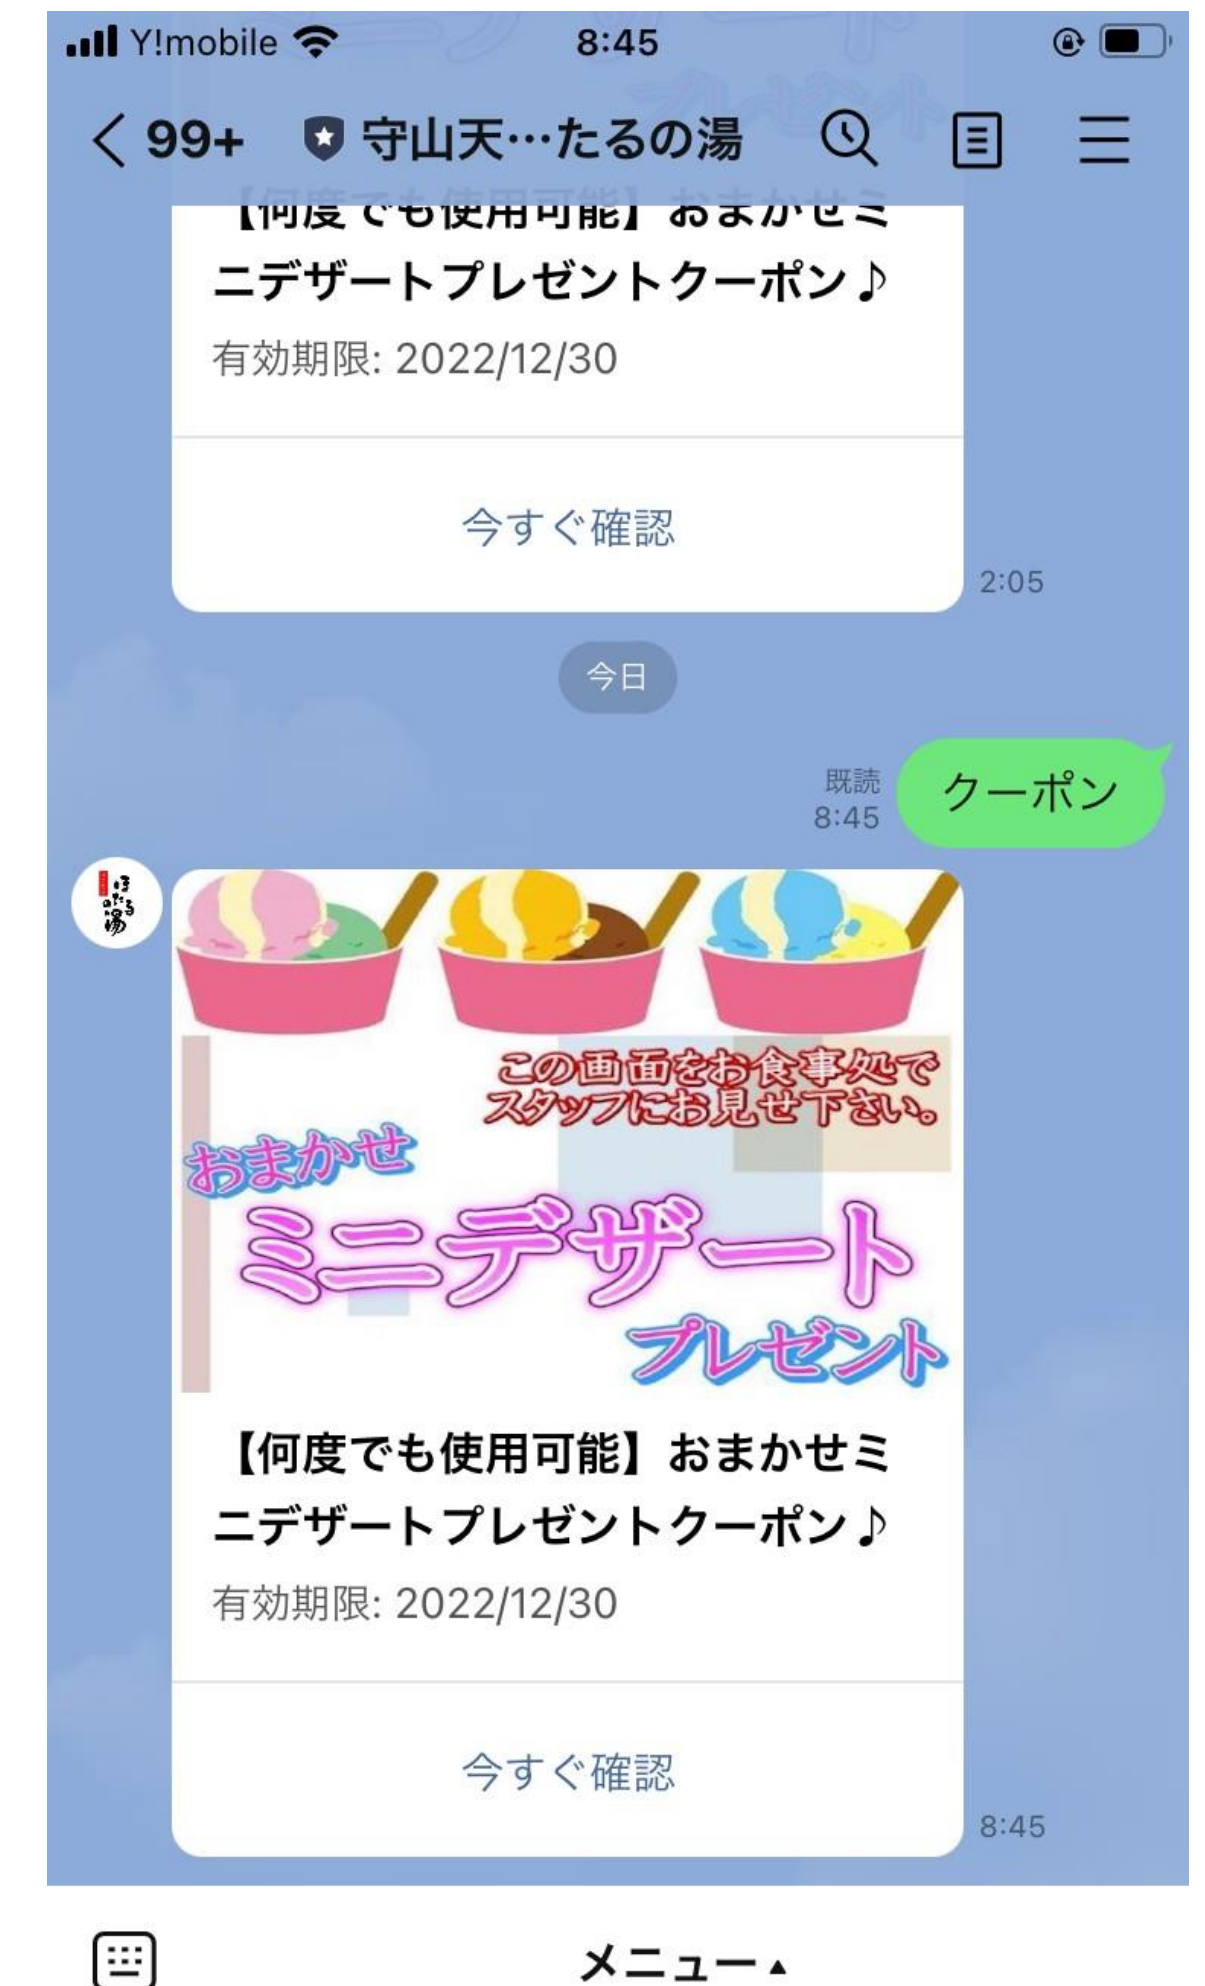 Y!mobile 8:45
99+ 守山天…たるの湯
【何度でも使用可能】おまかせミ
ニデザートプレゼントクーポン♪
有効期限: 2022/12/30
今すぐ確認
2:05
今日
既読
8:45
クーポン
ほたるの湯
この画面をお食事処で
スタッフにお見せ下さい。
おまかせ
ミニデザート
プレゼント
【何度でも使用可能】おまかせミ
ニデザートプレゼントクーポン♪
有効期限: 2022/12/30
今すぐ確認
8:45
メニュー▲